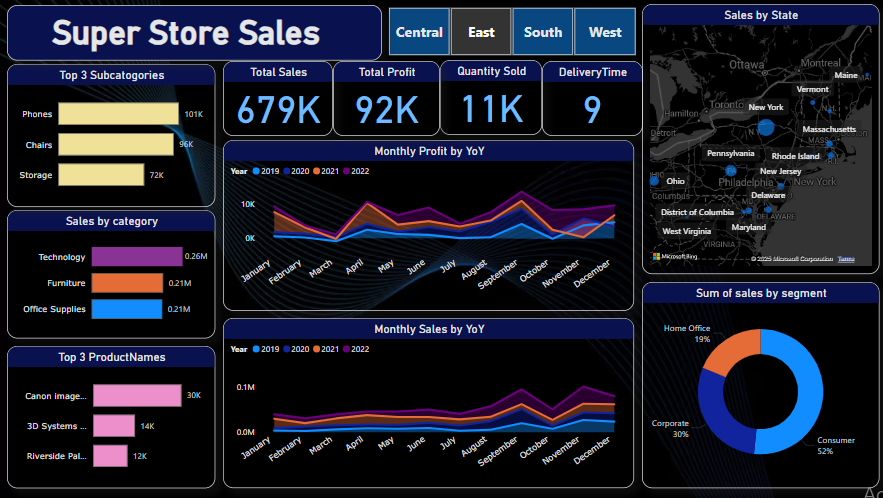 Super Store Sales
Central
East
South
West
Top 3 Subcatogories
Phones
101K
Chairs
96K
Storage
72K
Sales by category
Technology
0.26M
Furniture
0.21M
Office Supplies
0.21M
Top 3 ProductNames
Canon image...
30K
3D Systems ...
14K
Riverside Pal...
12K
Total Sales
679K
Total Profit
92K
Quantity Sold
11K
DeliveryTime
9
Monthly Profit by YoY
Year 2019 2020 2021 2022
10K
0K
January February March April May June July August September October November December
Monthly Sales by YoY
Year 2019 2020 2021 2022
0.1M
0.0M
January February March April May June July August September October November December
Sales by State
Ottawa
Montreal
Maine
Vermont
Toronto
New York
Hamilton
N.H.
Detroit
Massachusetts
MASS.
Pennsylvania
Rhode Island
R.I.
New Jersey
Ohio
Philadelphia
New York
Columbus
Delaware
District of Columbia
DELAWARE
West Virginia
Maryland
VIRGINIA
Microsoft Bing
© 2025 Microsoft Corporation
Terms
Sum of sales by segment
Home Office
19%
Corporate
30%
Consumer
52%